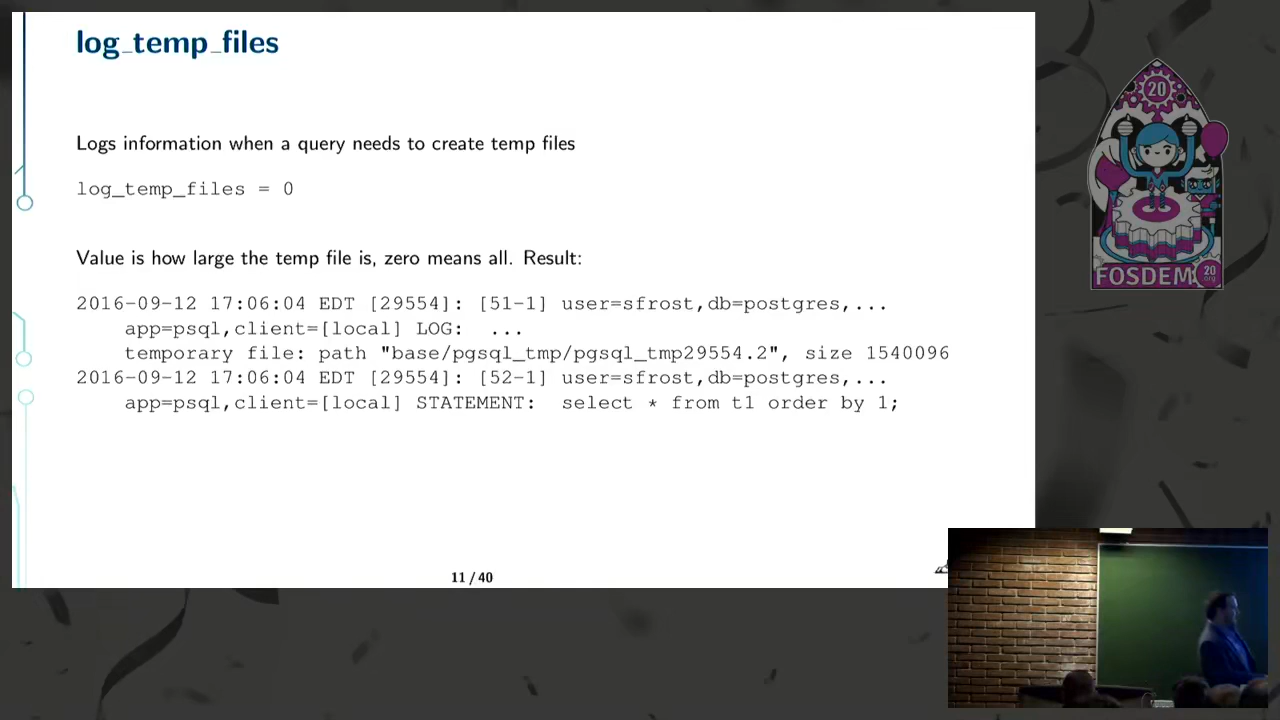 log_temp_files
Logs information when a query needs to create temp files
log_temp_files = 0
Value is how large the temp file is, zero means all. Result:
2016-09-12 17:06:04 EDT [29554]: [51-1] user=sfrost,db=postgres,...
app=psql,client=[local] LOG:  ...
temporary file: path "base/pgsql_tmp/pgsql_tmp29554.2", size 1540096
2016-09-12 17:06:04 EDT [29554]: [52-1] user=sfrost,db=postgres,...
app=psql,client=[local] STATEMENT:  select * from t1 order by 1;
11 / 40
20
FOSDEM
20
.org